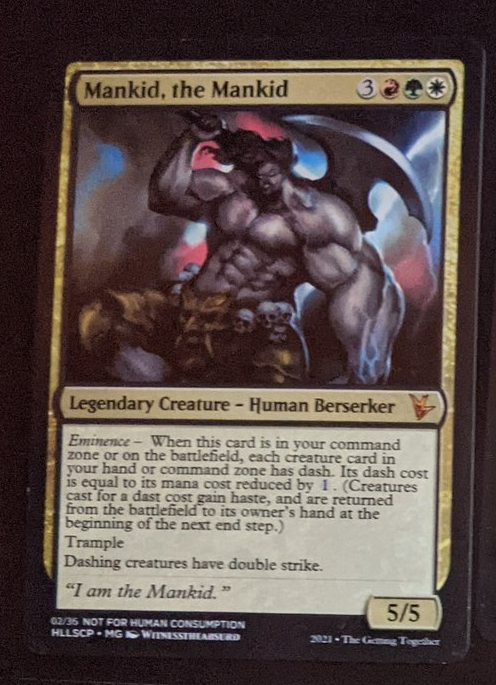 Mankid, the Mankid 3
Legendary Creature – Human Berserker
Eminence – When this card is in your command
zone or on the battlefield, each creature card in
your hand or command zone has dash. Its dash cost
is equal to its mana cost reduced by 1 . (Creatures
cast for a dast cost gain haste, and are returned
from the battlefield to its owner's hand at the
beginning of the next end step.)
Trample
Dashing creatures have double strike.
"I am the Mankid."
5/5
02/36 NOT FOR HUMAN CONSUMPTION
HLLSCP • MG WITNESSTHEABSURD
2021 • The Getting Together